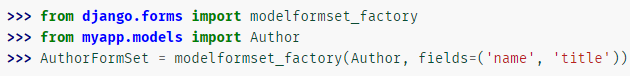 >>> from django.forms import modelformset_factory
>>> from myapp.models import Author
>>> AuthorFormSet = modelformset_factory(Author, fields=('name', 'title'))